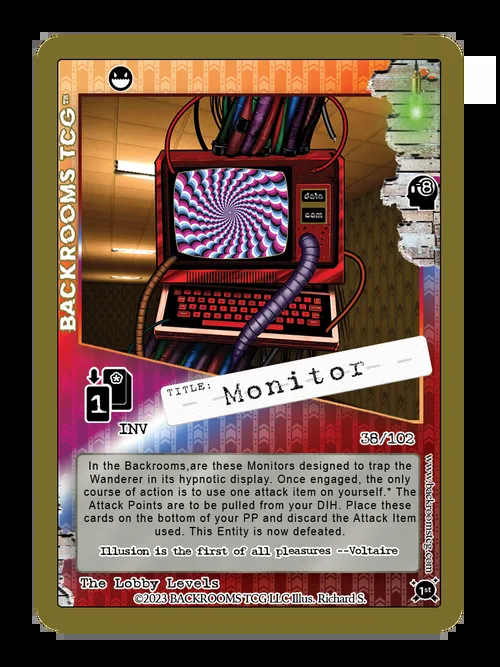 BACKROOMS TCG™
8
data
com
TITLE: Monitor
1
INV
38/102
In the Backrooms,are these Monitors designed to trap the
Wanderer in its hypnotic display. Once engaged, the only
course of action is to use one attack item on yourself.* The
Attack Points are to be pulled from your DIH. Place these
cards on the bottom of your PP and discard the Attack Item
used. This Entity is now defeated.
Illusion is the first of all pleasures --Voltaire
www.backroomstcg.com
The Lobby Levels
©2023 BACKROOMS TCG LLC Illus. Richard S.
1st